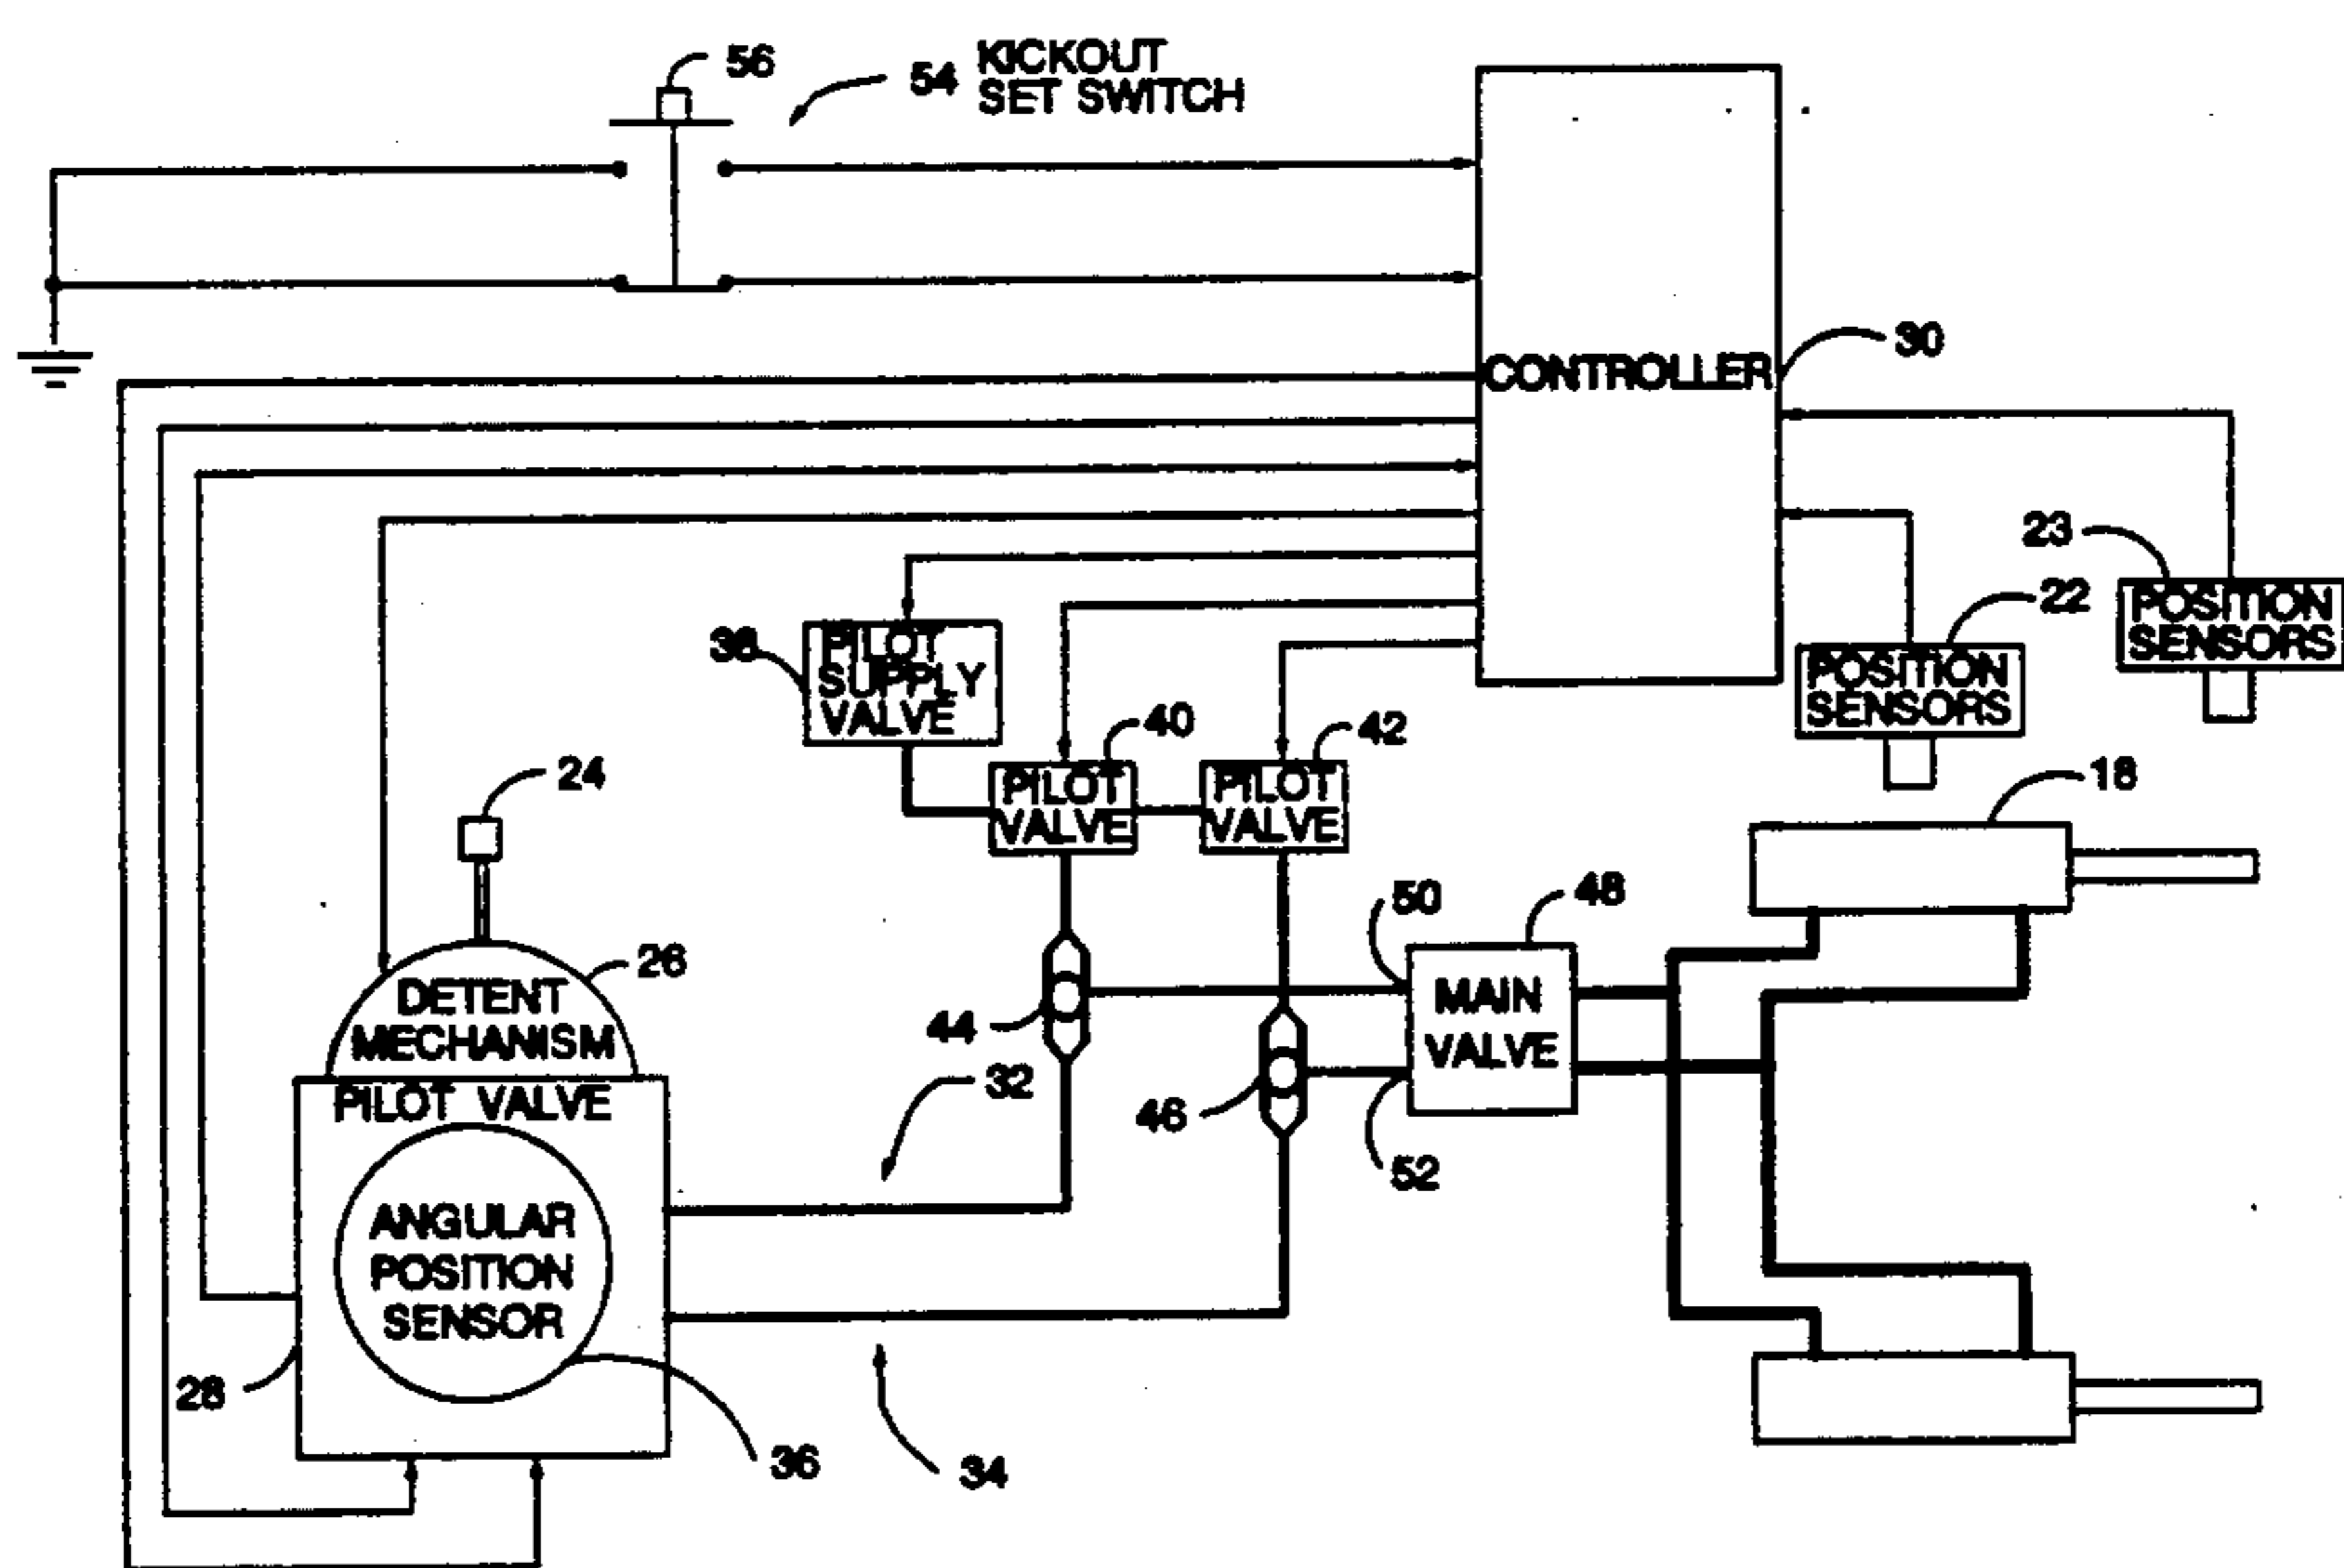 56
54 KICKOUT
SET SWITCH
CONTROLLER
30
23
POSITION
SENSORS
22
POSITION
SENSORS
38
PILOT
SUPPLY
VALVE
40
PILOT
VALVE
42
PILOT
VALVE
24
18
50
48
MAIN
VALVE
26
DETENT
MECHANISM
44
32
46
52
PILOT VALVE
ANGULAR
POSITION
SENSOR
28
36
34